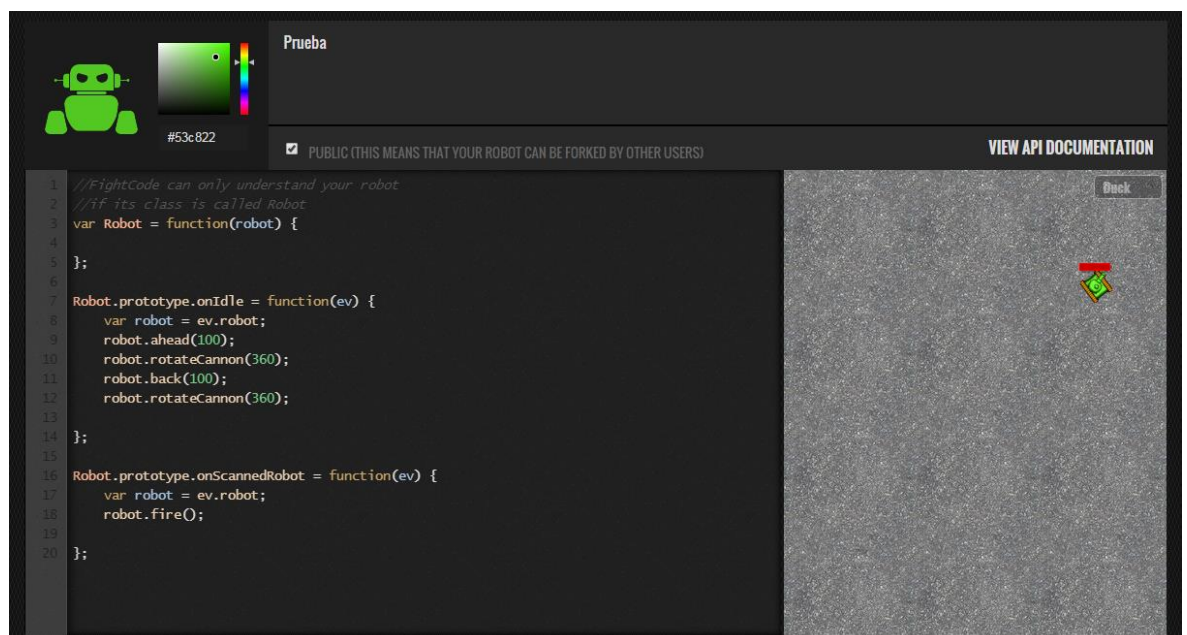 Prueba
#53c822
PUBLIC (THIS MEANS THAT YOUR ROBOT CAN BE FORKED BY OTHER USERS)
VIEW API DOCUMENTATION
1 //FightCode can only understand your robot
2 //if its class is called Robot
3 var Robot = function(robot) {
4
5 };
6
7 Robot.prototype.onIdle = function(ev) {
8     var robot = ev.robot;
9     robot.ahead(100);
10     robot.rotateCannon(360);
11     robot.back(100);
12     robot.rotateCannon(360);
13
14 };
15
16 Robot.prototype.onScannedRobot = function(ev) {
17     var robot = ev.robot;
18     robot.fire();
19
20 };
Duck